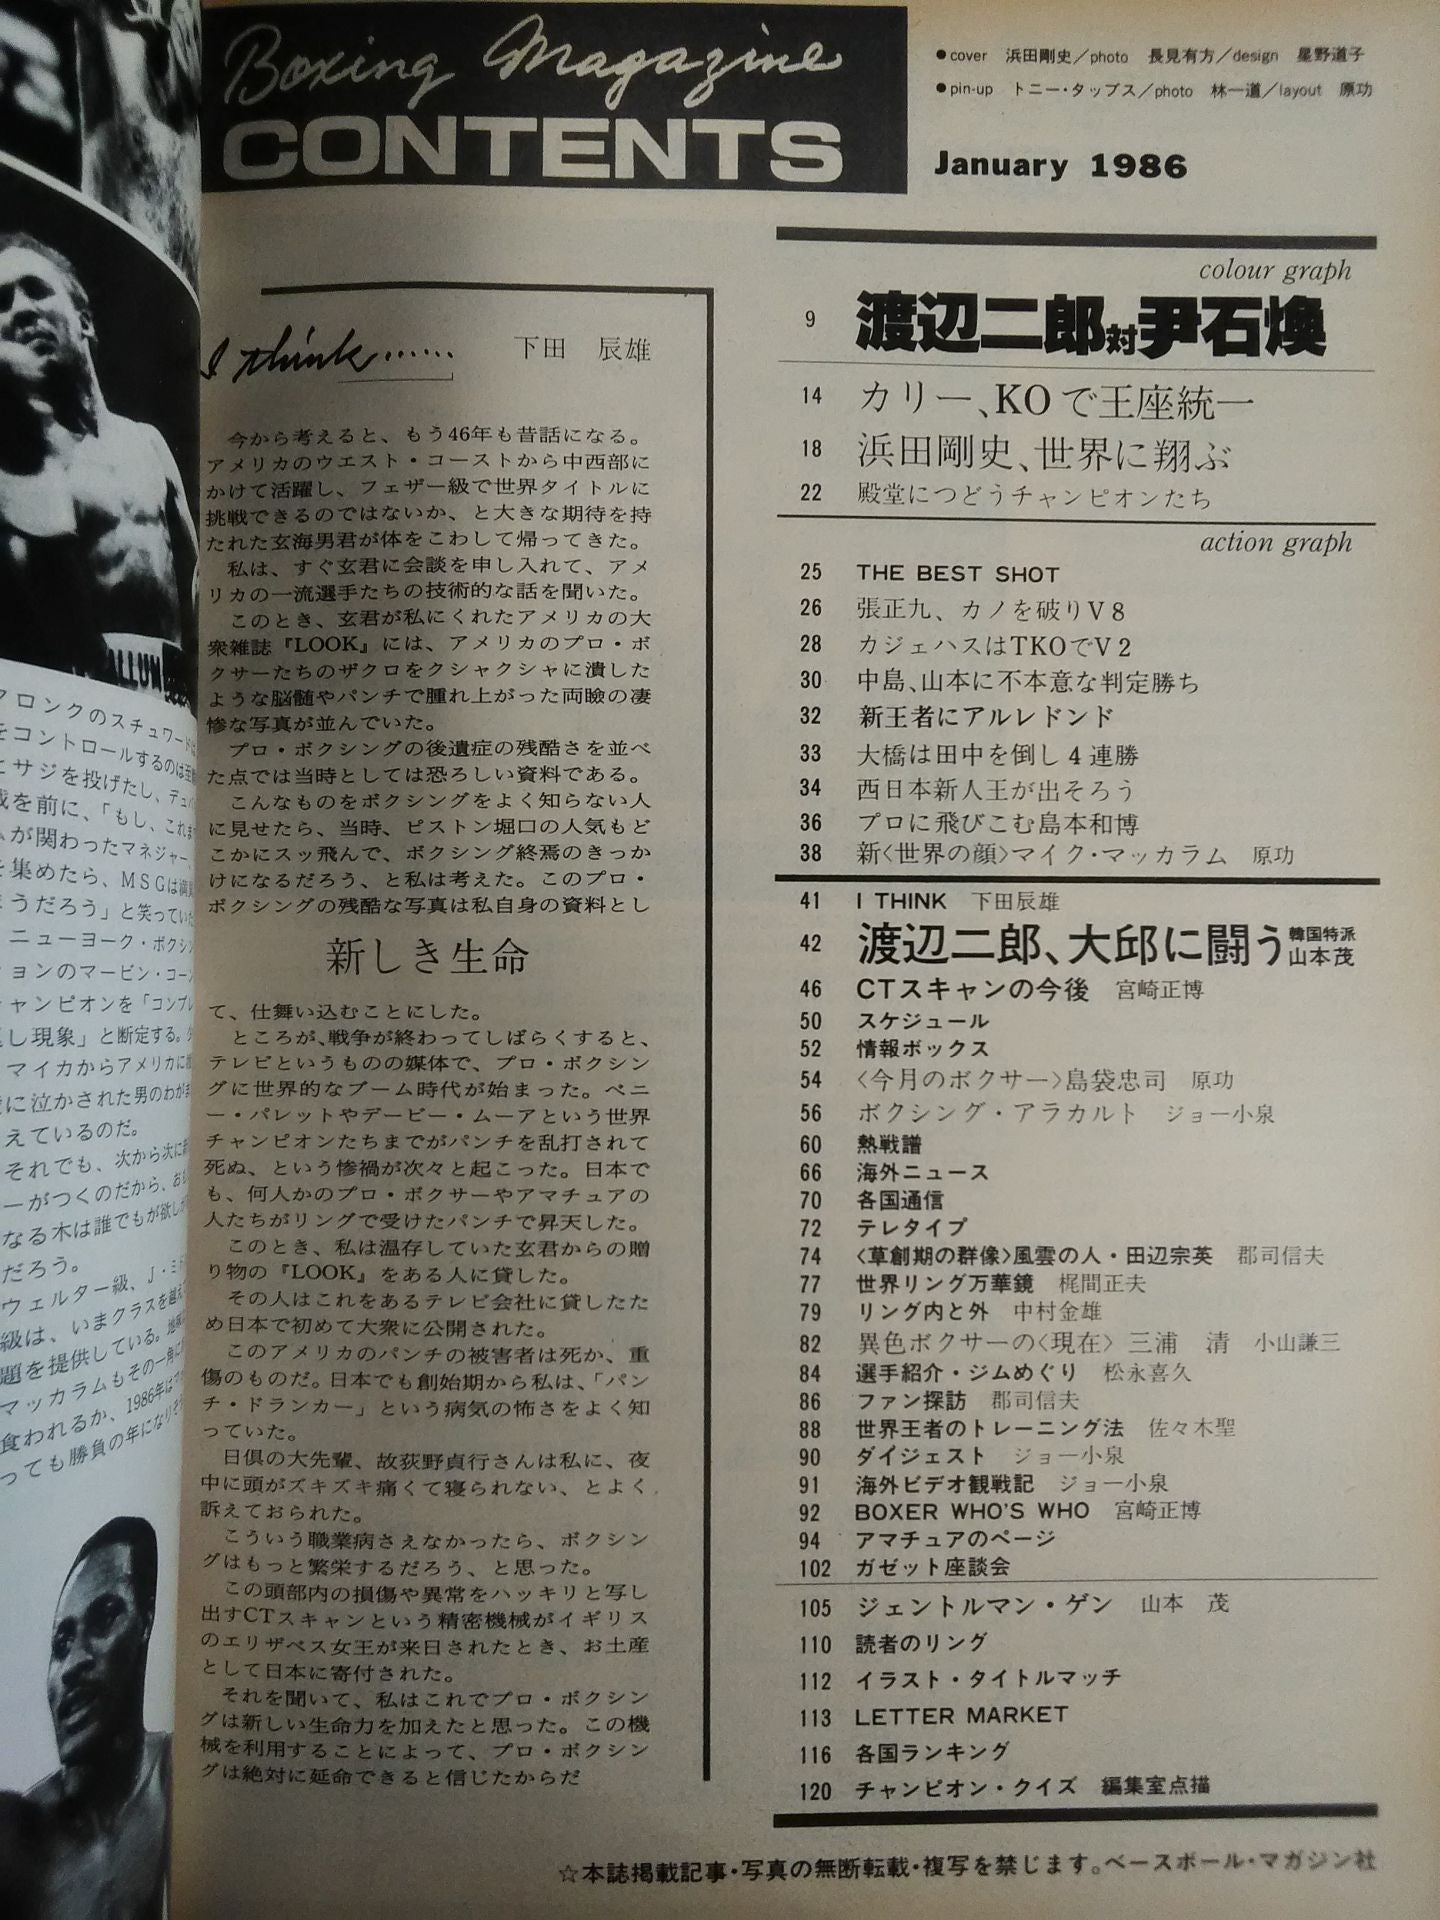 Boxing Magazine
CONTENTS
●cover 浜田剛史／photo 長見有方／design 星野道子
●pin-up トニー・タップス／photo 林一道／layout 原功
January 1986
I think……
下田 辰雄
今から考えると、もう46年も昔話になる。
アメリカのウエスト・コーストから中西部に
かけて活躍し、フェザー級で世界タイトルに
挑戦できるのではないか、と大きな期待を持
たれた玄海男君が体をこわして帰ってきた。
私は、すぐ玄君に会談を申し入れて、アメ
リカの一流選手たちの技術的な話を聞いた。
このとき、玄君が私にくれたアメリカの大
衆雑誌『LOOK』には、アメリカのプロ・ボ
クサーたちのザクロをクシャクシャに潰した
ような脳髄やパンチで腫れ上がった両瞼の凄
惨な写真が並んでいた。
プロ・ボクシングの後遺症の残酷さを並べ
た点では当時としては恐ろしい資料である。
こんなものをボクシングをよく知らない人
に見せたら、当時、ピストン堀口の人気もど
こかにスッ飛んで、ボクシング終焉のきっか
けになるだろう、と私は考えた。このプロ・
ボクシングの残酷な写真は私自身の資料とし
新しき生命
て、仕舞い込むことにした。
ところが、戦争が終わってしばらくすると、
テレビというものの媒体で、プロ・ボクシン
グに世界的なブーム時代が始まった。ベニ
ー・パレットやデービー・ムーアという世界
チャンピオンたちまでがパンチを乱打されて
死ぬ、という惨禍が次々と起こった。日本で
も、何人かのプロ・ボクサーやアマチュアの
人たちがリングで受けたパンチで昇天した。
このとき、私は温存していた玄君からの贈
り物の『LOOK』をある人に貸した。
その人はこれをあるテレビ会社に貸したた
め日本で初めて大衆に公開された。
このアメリカのパンチの被害者は死か、重
傷のものだ。日本でも創始期から私は、「パン
チ・ドランカー」という病気の怖さをよく知
っていた。
日倶の大先輩、故荻野貞行さんは私に、夜
中に頭がズキズキ痛くて寝られない、とよく
訴えておられた。
こういう職業病さえなかったら、ボクシン
グはもっと繁栄するだろう、と思った。
この頭部内の損傷や異常をハッキリと写し
出すCTスキャンという精密機械がイギリス
のエリザベス女王が来日されたとき、お土産
として日本に寄付された。
それを聞いて、私はこれでプロ・ボクシン
グは新しい生命力を加えたと思った。この機
械を利用することによって、プロ・ボクシン
グは絶対に延命できると信じたからだ
colour graph
9 渡辺二郎対尹石煥
14 カリー、KOで王座統一
18 浜田剛史、世界に翔ぶ
22 殿堂につどうチャンピオンたち
action graph
25 THE BEST SHOT
26 張正九、カノを破りV8
28 カジェハスはTKOでV2
30 中島、山本に不本意な判定勝ち
32 新王者にアルレドンド
33 大橋は田中を倒し4連勝
34 西日本新人王が出そろう
36 プロに飛びこむ島本和博
38 新〈世界の顔〉マイク・マッカラム 原功
41 I THINK 下田辰雄
42 渡辺二郎、大邱に闘う 韓国特派 山本茂
46 CTスキャンの今後 宮崎正博
50 スケジュール
52 情報ボックス
54 〈今月のボクサー〉島袋忠司 原功
56 ボクシング・アラカルト ジョー小泉
60 熱戦譜
66 海外ニュース
70 各国通信
72 テレタイプ
74 〈草創期の群像〉風雲の人・田辺宗英 郡司信夫
77 世界リング万華鏡 梶間正夫
79 リング内と外 中村金雄
82 異色ボクサーの〈現在〉 三浦 清 小山謙三
84 選手紹介・ジムめぐり 松永喜久
86 ファン探訪 郡司信夫
88 世界王者のトレーニング法 佐々木聖
90 ダイジェスト ジョー小泉
91 海外ビデオ観戦記 ジョー小泉
92 BOXER WHO'S WHO 宮崎正博
94 アマチュアのページ
102 ガゼット座談会
105 ジェントルマン・ゲン 山本 茂
110 読者のリング
112 イラスト・タイトルマッチ
113 LETTER MARKET
116 各国ランキング
120 チャンピオン・クイズ 編集室点描
☆本誌掲載記事・写真の無断転載・複写を禁じます。ベースボール・マガジン社